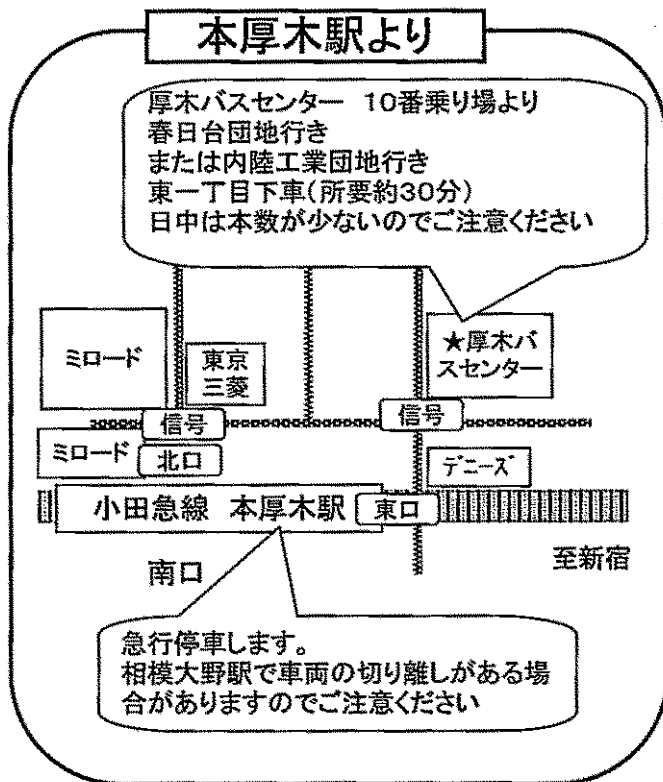 本厚木駅より
厚木バスセンター 10番乗り場より
春日台団地行き
または内陸工業団地行き
東一丁目下車(所要約30分)
日中は本数が少ないのでご注意ください
ミロード
東京
三菱
★厚木バ
スセンター
信号
信号
ミロード
北口
デニーズ
小田急線 本厚木駅
東口
南口
至新宿
急行停車します。
相模大野駅で車両の切り離しがある場
合がありますのでご注意ください